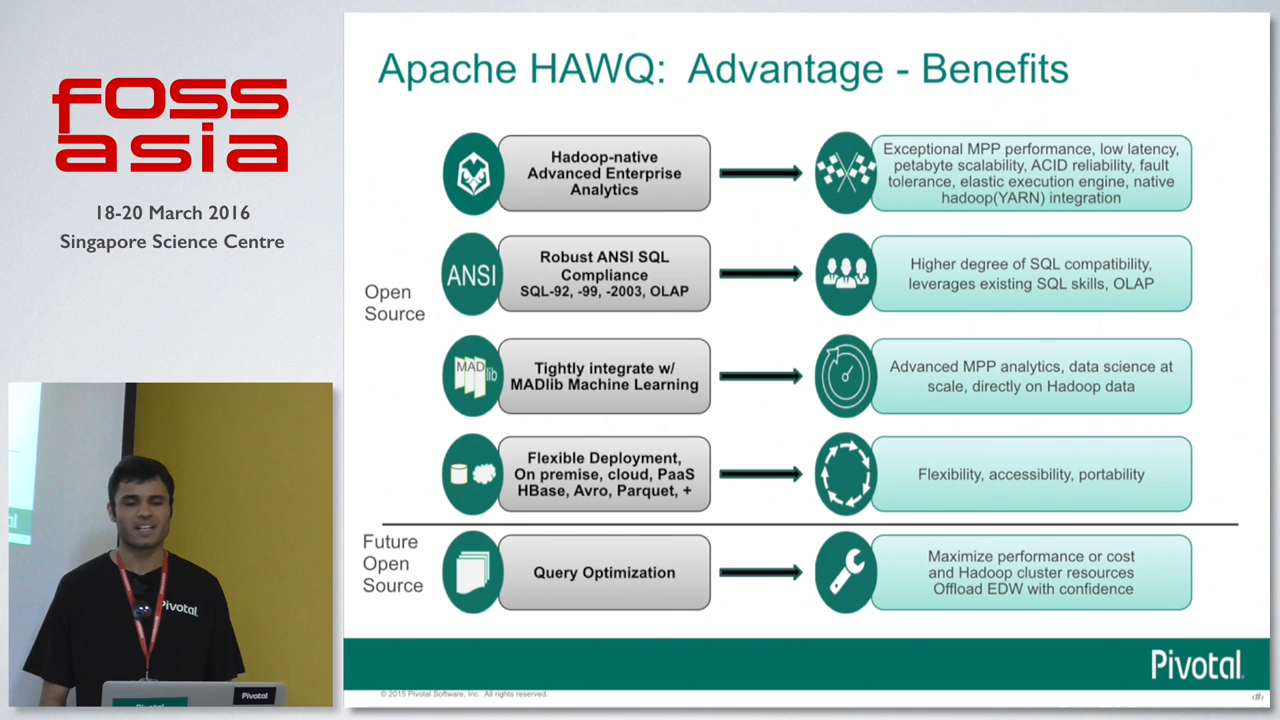 foss
asia
18-20 March 2016
Singapore Science Centre
Apache HAWQ: Advantage - Benefits
Open
Source
Hadoop-native
Advanced Enterprise
Analytics
Exceptional MPP performance, low latency,
petabyte scalability, ACID reliability, fault
tolerance, elastic execution engine, native
hadoop(YARN) integration
ANSI
Robust ANSI SQL
Compliance
SQL-92, -99, -2003, OLAP
Higher degree of SQL compatibility,
leverages existing SQL skills, OLAP
MADlib
Tightly integrate w/
MADlib Machine Learning
Advanced MPP analytics, data science at
scale, directly on Hadoop data
Flexible Deployment,
On premise, cloud, PaaS
HBase, Avro, Parquet, +
Flexibility, accessibility, portability
Future
Open
Source
Query Optimization
Maximize performance or cost
and Hadoop cluster resources
Offload EDW with confidence
Pivotal.
© 2015 Pivotal Software, Inc. All rights reserved.
‹#›
Pivotal.
Pivotal
Pivotal